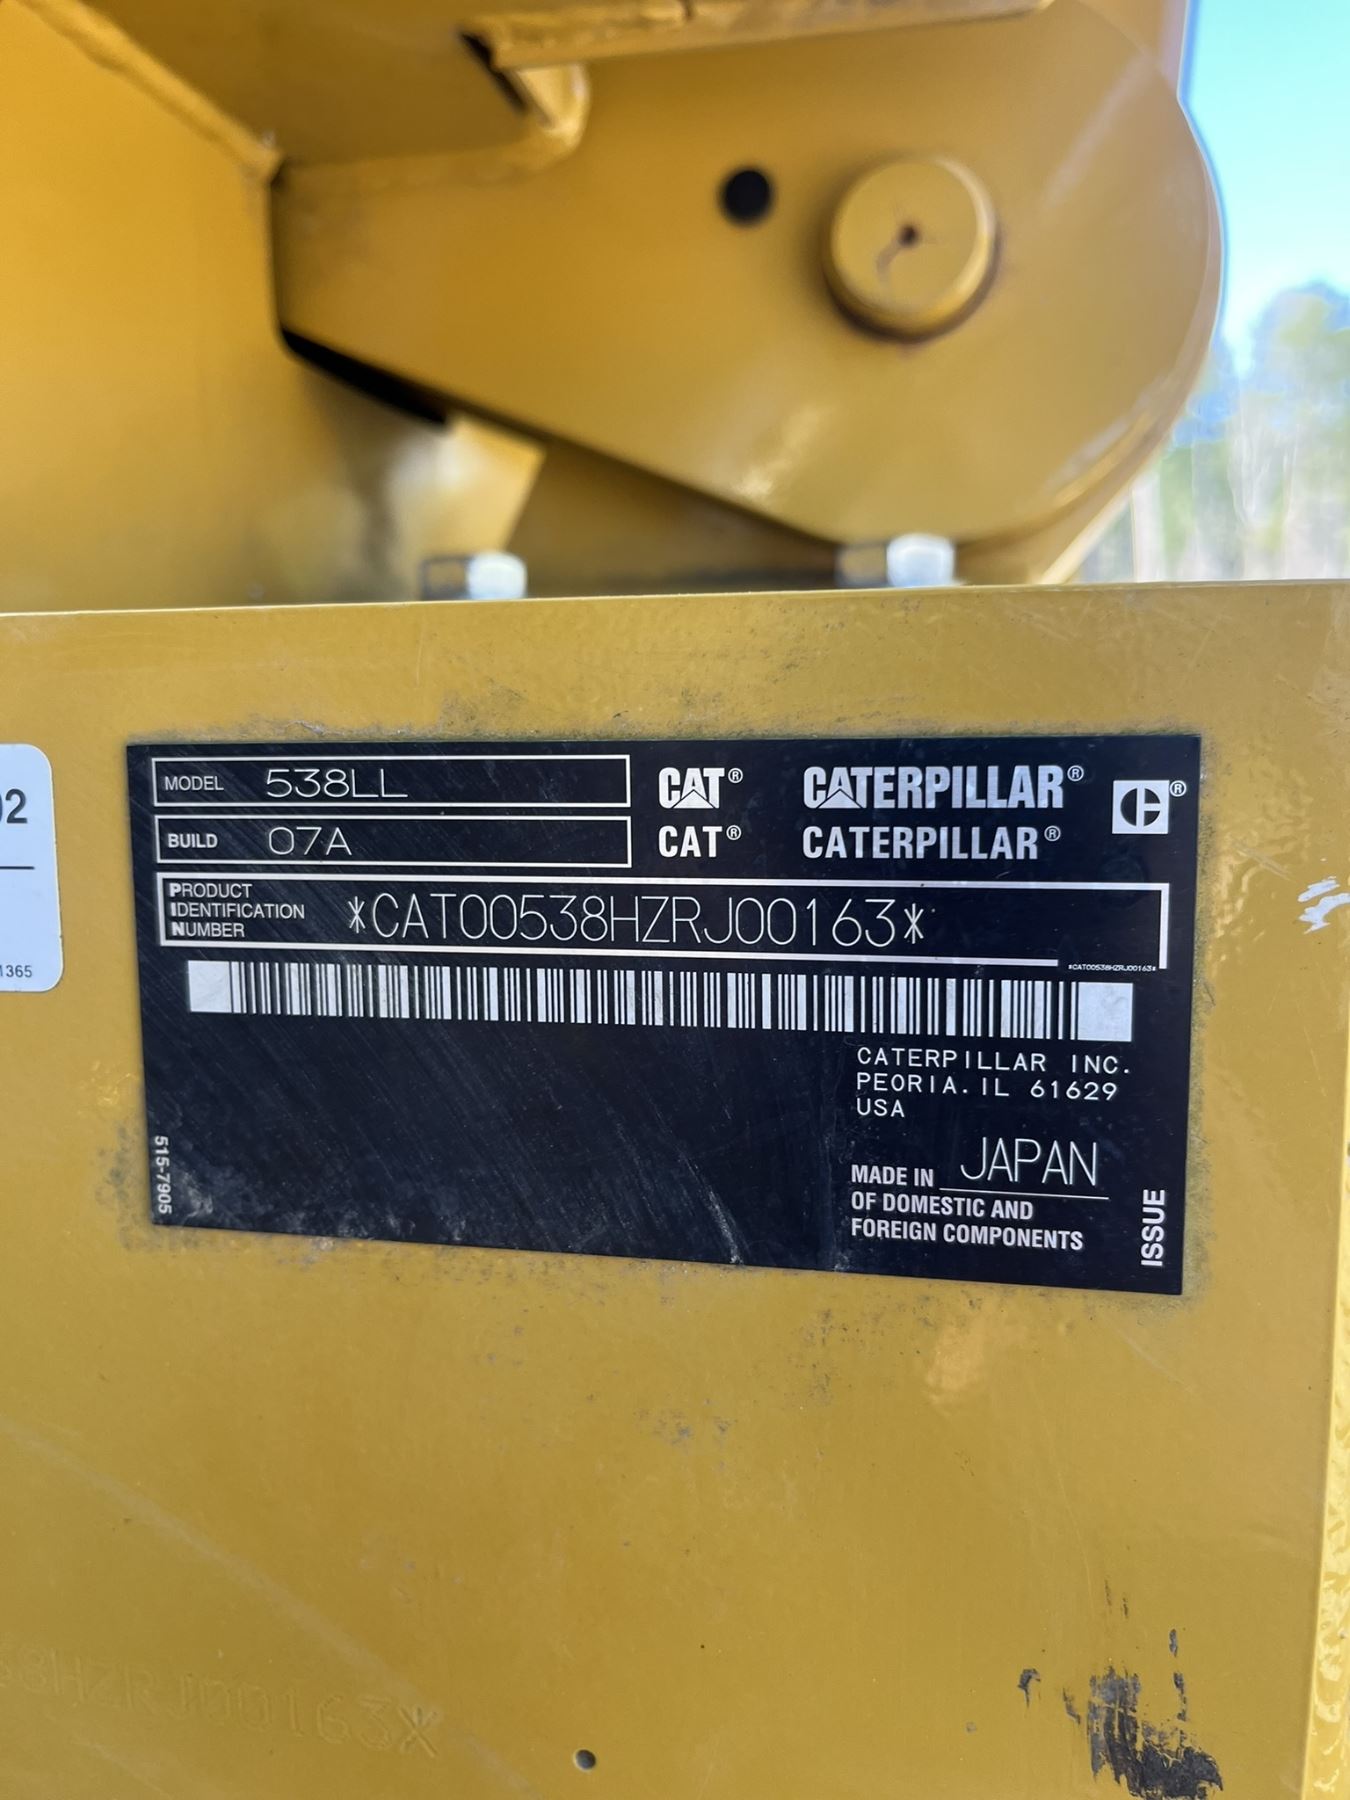 MODEL 538LL
BUILD 07A
CAT® CATERPILLAR® ®
CAT® CATERPILLAR®
PRODUCT
IDENTIFICATION
NUMBER
*CAT00538HZRJ00163*
*CAT00538HZRJ00163*
CATERPILLAR INC.
PEORIA, IL 61629
USA
MADE IN JAPAN
OF DOMESTIC AND
FOREIGN COMPONENTS
ISSUE
515-7905
02
1365
38HZRJ00163*